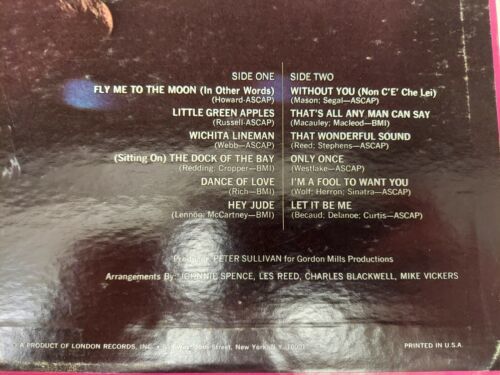 SIDE ONE
FLY ME TO THE MOON (In Other Words)
(Howard-ASCAP)
LITTLE GREEN APPLES
(Russell-ASCAP)
WICHITA LINEMAN
(Webb—ASCAP)
(Sitting On) THE DOCK OF THE BAY
(Redding; Cropper—BMI)
DANCE OF LOVE
(Rich—BMI)
HEY JUDE
(Lennon; McCartney—BMI)
SIDE TWO
WITHOUT YOU (Non C'E' Che Lei)
(Mason; Segal—ASCAP)
THAT'S ALL ANY MAN CAN SAY
(Macauley; Macleod—BMI)
THAT WONDERFUL SOUND
(Reed; Stephens—ASCAP)
ONLY ONCE
(Westlake—ASCAP)
I'M A FOOL TO WANT YOU
(Wolf; Herron; Sinatra—ASCAP)
LET IT BE ME
(Becaud; Delanoe; Curtis—ASCAP)
PETER SULLIVAN for Gordon Mills Productions
Arrangements By: JOHNNIE SPENCE, LES REED, CHARLES BLACKWELL, MIKE VICKERS
A PRODUCT OF LONDON RECORDS, INC. Street, New York, N.Y. 10001
PRINTED IN U.S.A.